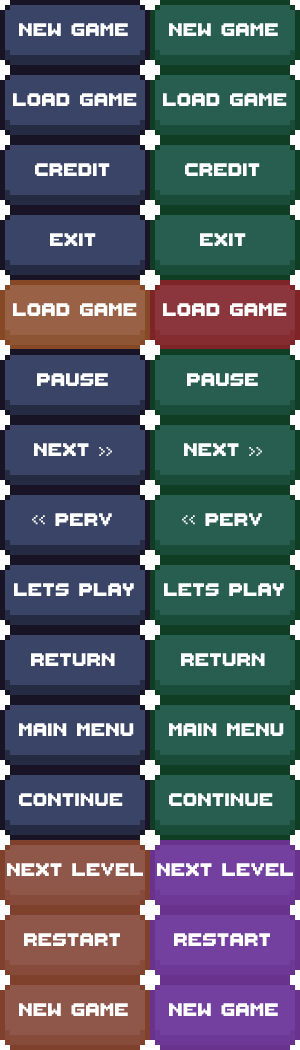 NEW GAME NEW GAME
LOAD GAME LOAD GAME
CREDIT CREDIT
EXIT EXIT
LOAD GAME LOAD GAME
PAUSE PAUSE
NEXT >> NEXT >>
<< PERV << PERV
LETS PLAY LETS PLAY
RETURN RETURN
MAIN MENU MAIN MENU
CONTINUE CONTINUE
NEXT LEVEL NEXT LEVEL
RESTART RESTART
NEW GAME NEW GAME